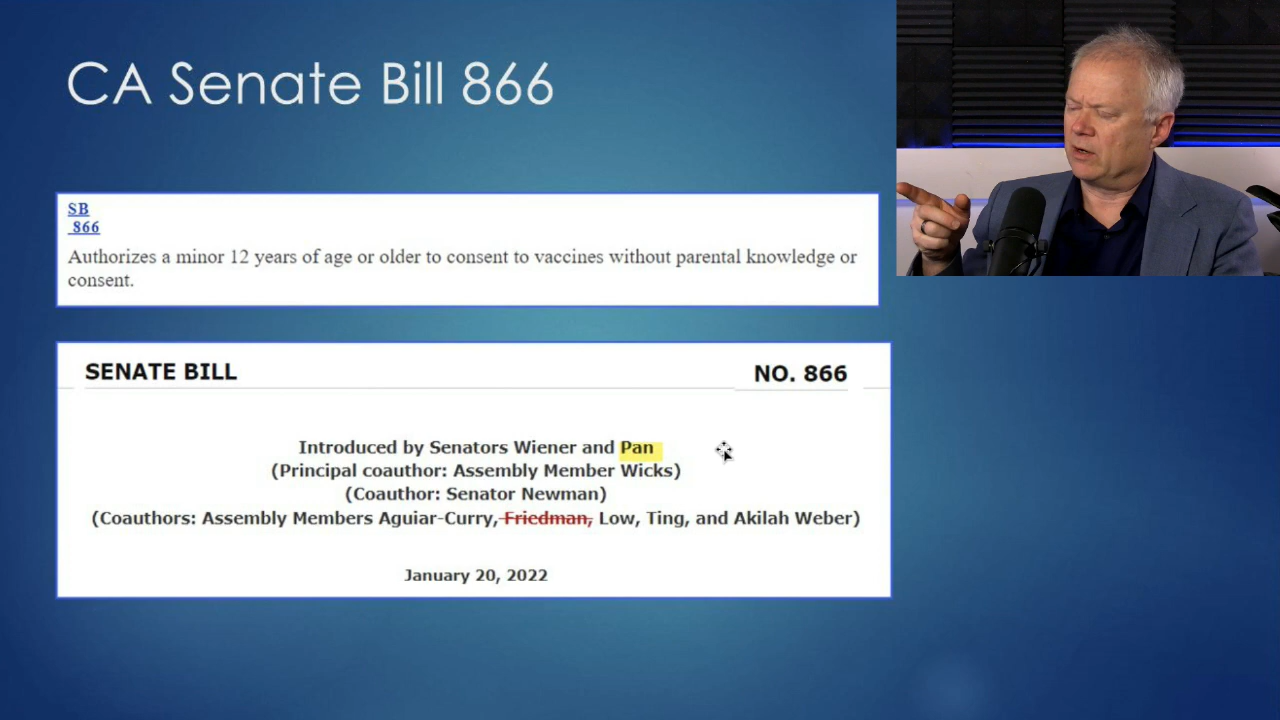 CA Senate Bill 866
SB
866
Authorizes a minor 12 years of age or older to consent to vaccines without parental knowledge or
consent.
SENATE BILL
NO. 866
Introduced by Senators Wiener and Pan
(Principal coauthor: Assembly Member Wicks)
(Coauthor: Senator Newman)
(Coauthors: Assembly Members Aguiar-Curry, Friedman, Low, Ting, and Akilah Weber)
January 20, 2022